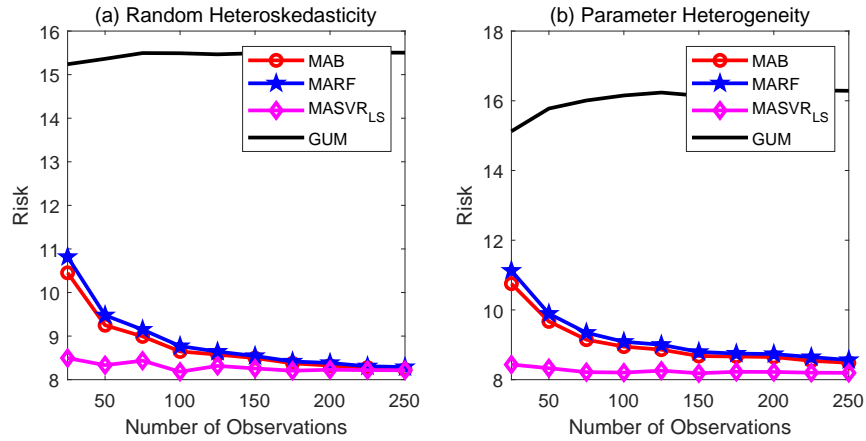 (a) Random Heteroskedasticity
16
15
14
13
12
11
10
9
8
Risk
50
100
150
200
250
Number of Observations
MAB
MARF
MASVR_LS
GUM
(b) Parameter Heterogeneity
18
16
14
12
10
8
Risk
50
100
150
200
250
Number of Observations
MAB
MARF
MASVR_LS
GUM